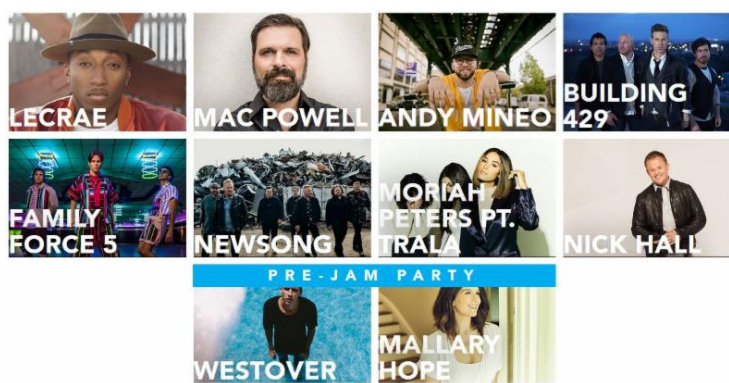 LECRAE
MAC POWELL
ANDY MINEO
BUILDING
429
FAMILY
FORCE 5
NEWSONG
MORIAH
PETERS PT.
TRALA
NICK HALL
PRE-JAM PARTY
WESTOVER
MALLARY
HOPE